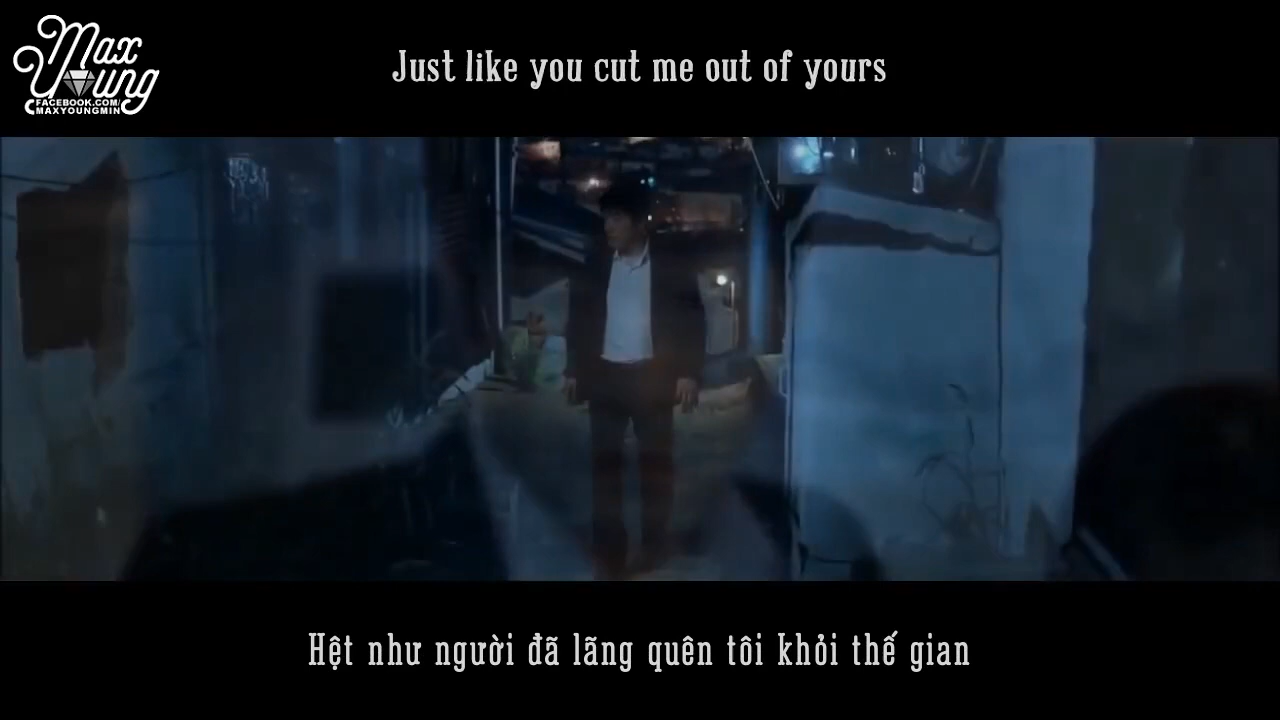 Max
Young
FACEBOOK.COM/
MAXYOUNGMIN
Just like you cut me out of yours
Hệt như người đã lãng quên tôi khỏi thế gian